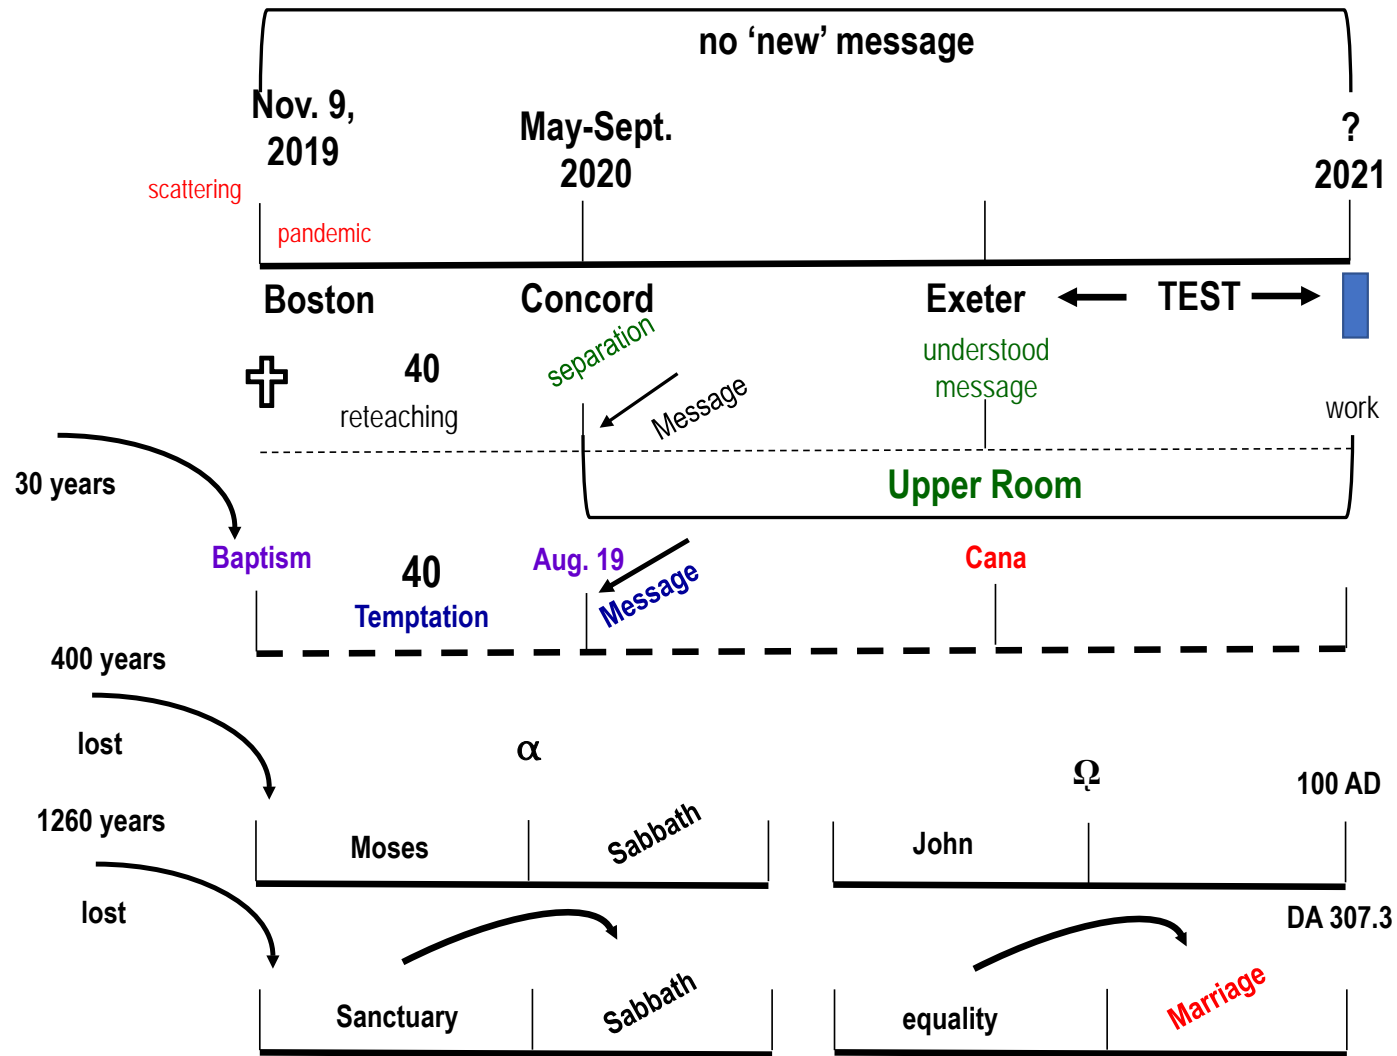 no ‘new’ message
Nov. 9,
2019
May-Sept.
2020
?
2021
scattering
pandemic
Boston
Concord
Exeter
TEST
separation
understood
message
40
reteaching
Message
work
30 years
Upper Room
Baptism
40
Temptation
Aug. 19
Message
Cana
400 years
lost
α
Ω
100 AD
1260 years
Moses
Sabbath
John
lost
DA 307.3
Sanctuary
Sabbath
equality
Marriage